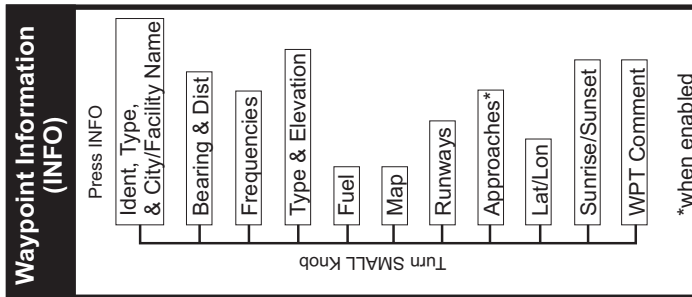 Waypoint Information
(INFO)
Press INFO
Ident, Type,
& City/Facility Name
Bearing & Dist
Frequencies
Type & Elevation
Fuel
Map
Runways
Approaches*
Lat/Lon
Sunrise/Sunset
WPT Comment
Turn SMALL Knob
*when enabled